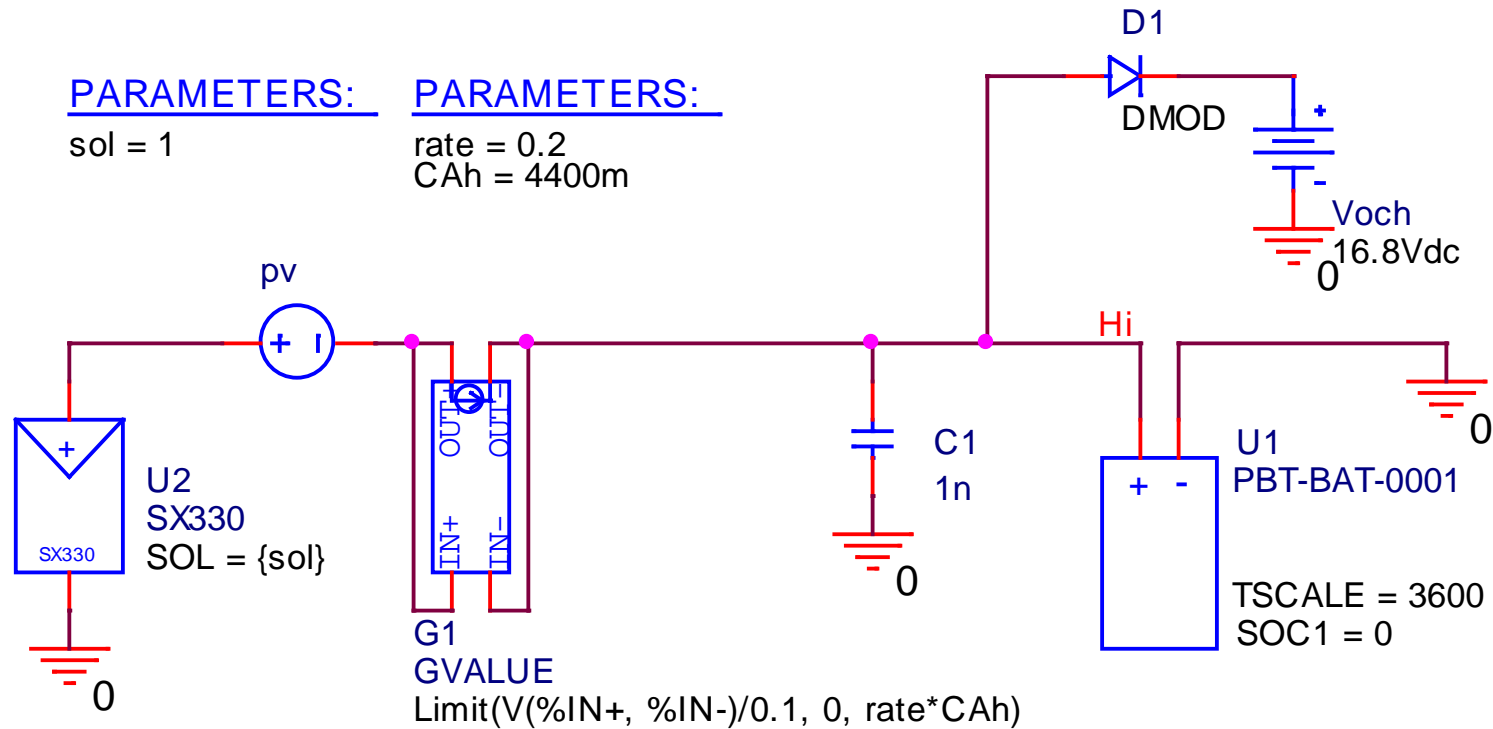 D1
DMOD
PARAMETERS:
sol = 1
PARAMETERS:
rate = 0.2
CAh = 4400m
+
-
Voch
16.8Vdc
0
pv
+ -
Hi
OUT+
OUT-
IN+
IN-
+
SX330
U2
SX330
SOL = {sol}
0
G1
GVALUE
Limit(V(%IN+, %IN-)/0.1, 0, rate*CAh)
C1
1n
0
+ -
U1
PBT-BAT-0001
TSCALE = 3600
SOC1 = 0
0